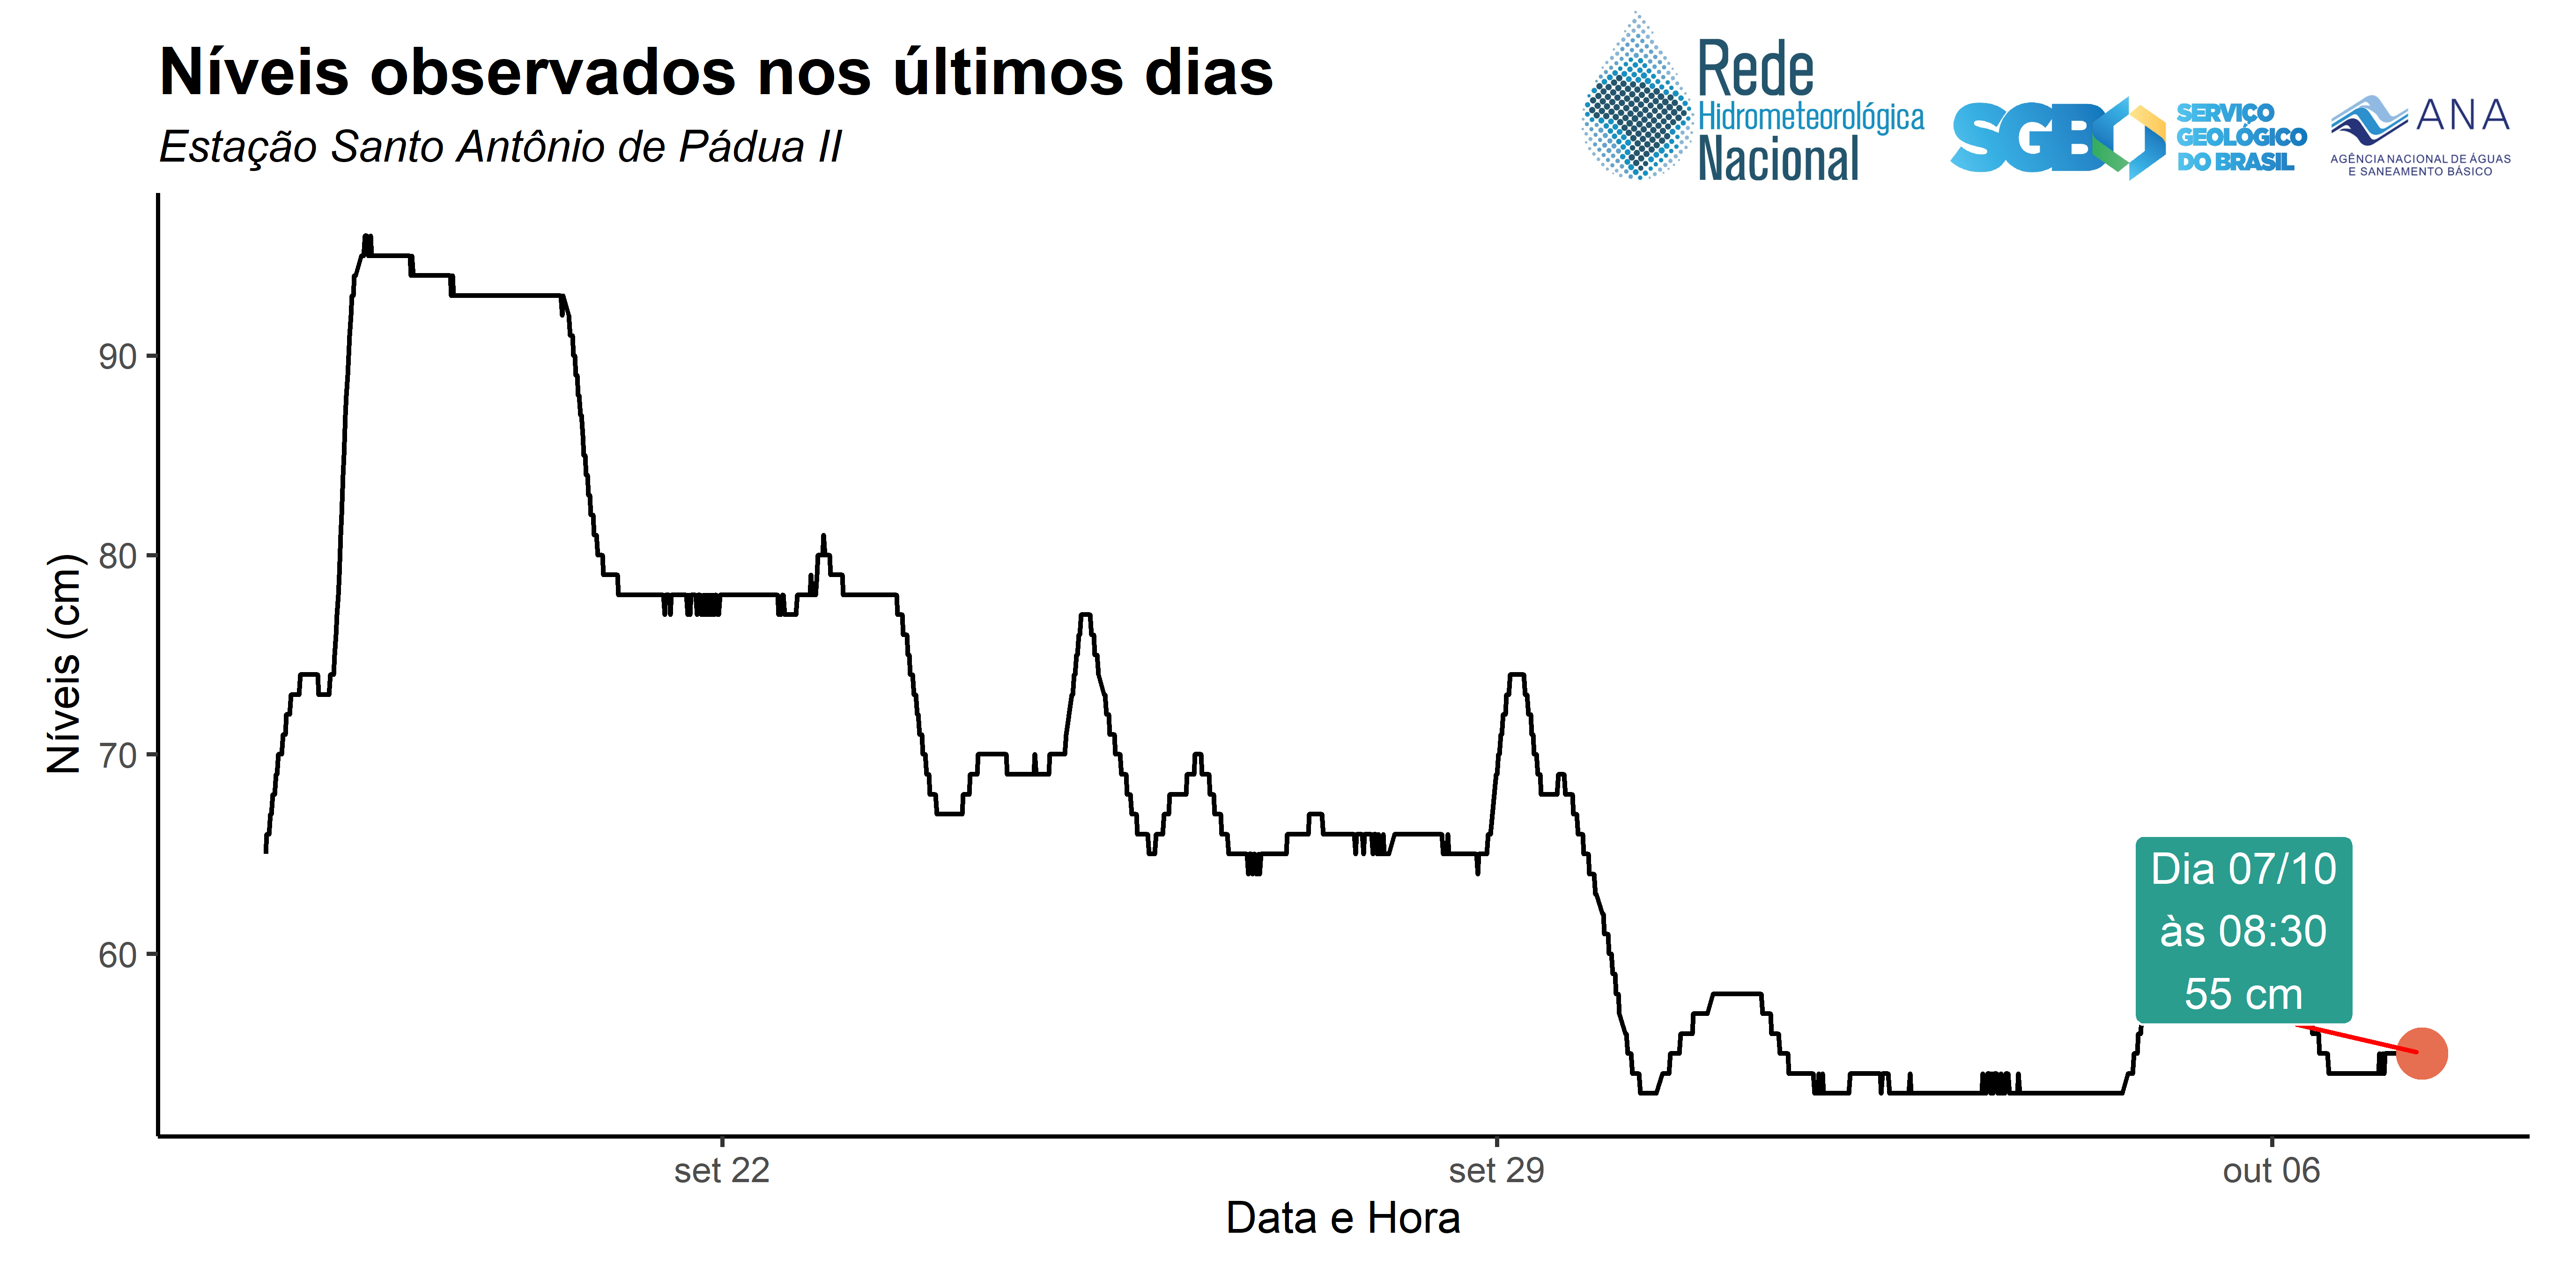 Níveis observados nos últimos dias
Estação Santo Antônio de Pádua II
Rede
Hidrometeorológica
Nacional
SGB
SERVIÇO
GEOLÓGICO
DO BRASIL
ANA
AGÊNCIA NACIONAL DE ÁGUAS
E SANEAMENTO BÁSICO
Níveis (cm)
90
80
70
60
Dia 07/10
às 08:30
55 cm
set 22
set 29
out 06
Data e Hora